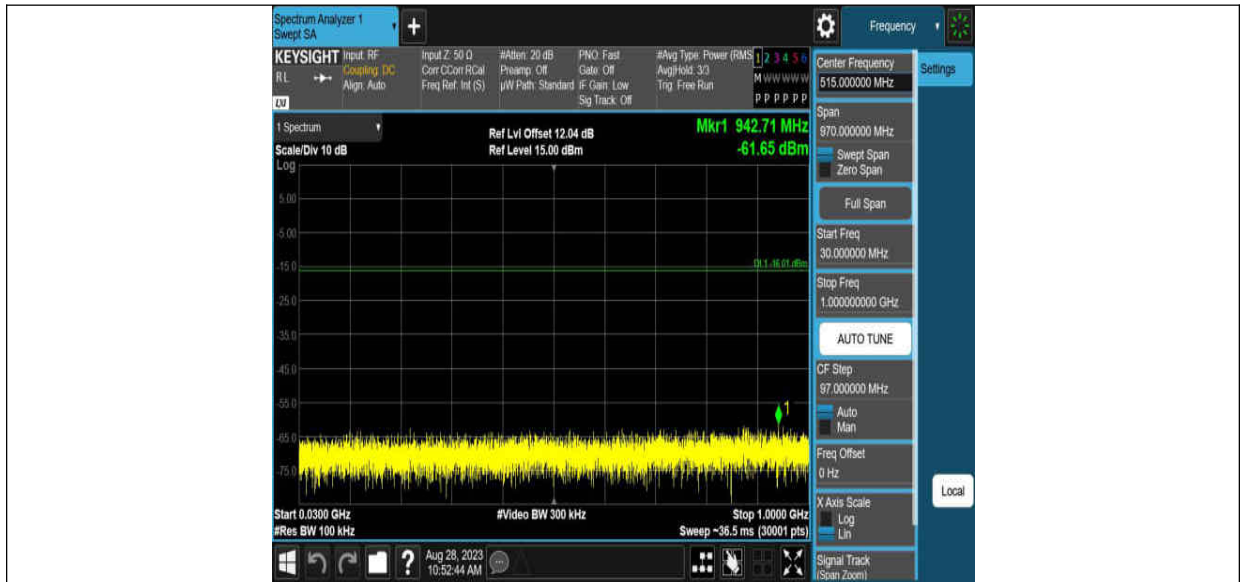 Spectrum Analyzer 1
Swept SA
+
Frequency
KEYSIGHT
RL
LXI
Input: RF
Coupling: DC
Align: Auto
Input Z: 50 Ω
Corr CCorr RCal
Freq Ref: Int (S)
#Atten: 20 dB
Preamp: Off
µW Path: Standard
PNO: Fast
Gate: Off
IF Gain: Low
Sig Track: Off
#Avg Type: Power (RMS
Avg|Hold: 3/3
Trig: Free Run
1 2 3 4 5 6
M W W W W W
P P P P P P
1 Spectrum
Scale/Div 10 dB
Ref Lvl Offset 12.04 dB
Ref Level 15.00 dBm
Mkr1 942.71 MHz
-61.65 dBm
Log
5.00
-5.00
-15.0
DL1 -16.01 dBm
-25.0
-35.0
-45.0
-55.0
1
-65.0
-75.0
Start 0.0300 GHz
#Res BW 100 kHz
#Video BW 300 kHz
Stop 1.0000 GHz
Sweep ~36.5 ms (30001 pts)
?
Aug 28, 2023
10:52:44 AM
Center Frequency
515.000000 MHz
Span
970.000000 MHz
Swept Span
Zero Span
Full Span
Start Freq
30.000000 MHz
Stop Freq
1.000000000 GHz
AUTO TUNE
CF Step
97.000000 MHz
Auto
Man
Freq Offset
0 Hz
X Axis Scale
Log
Lin
Signal Track
(Span Zoom)
Settings
Local